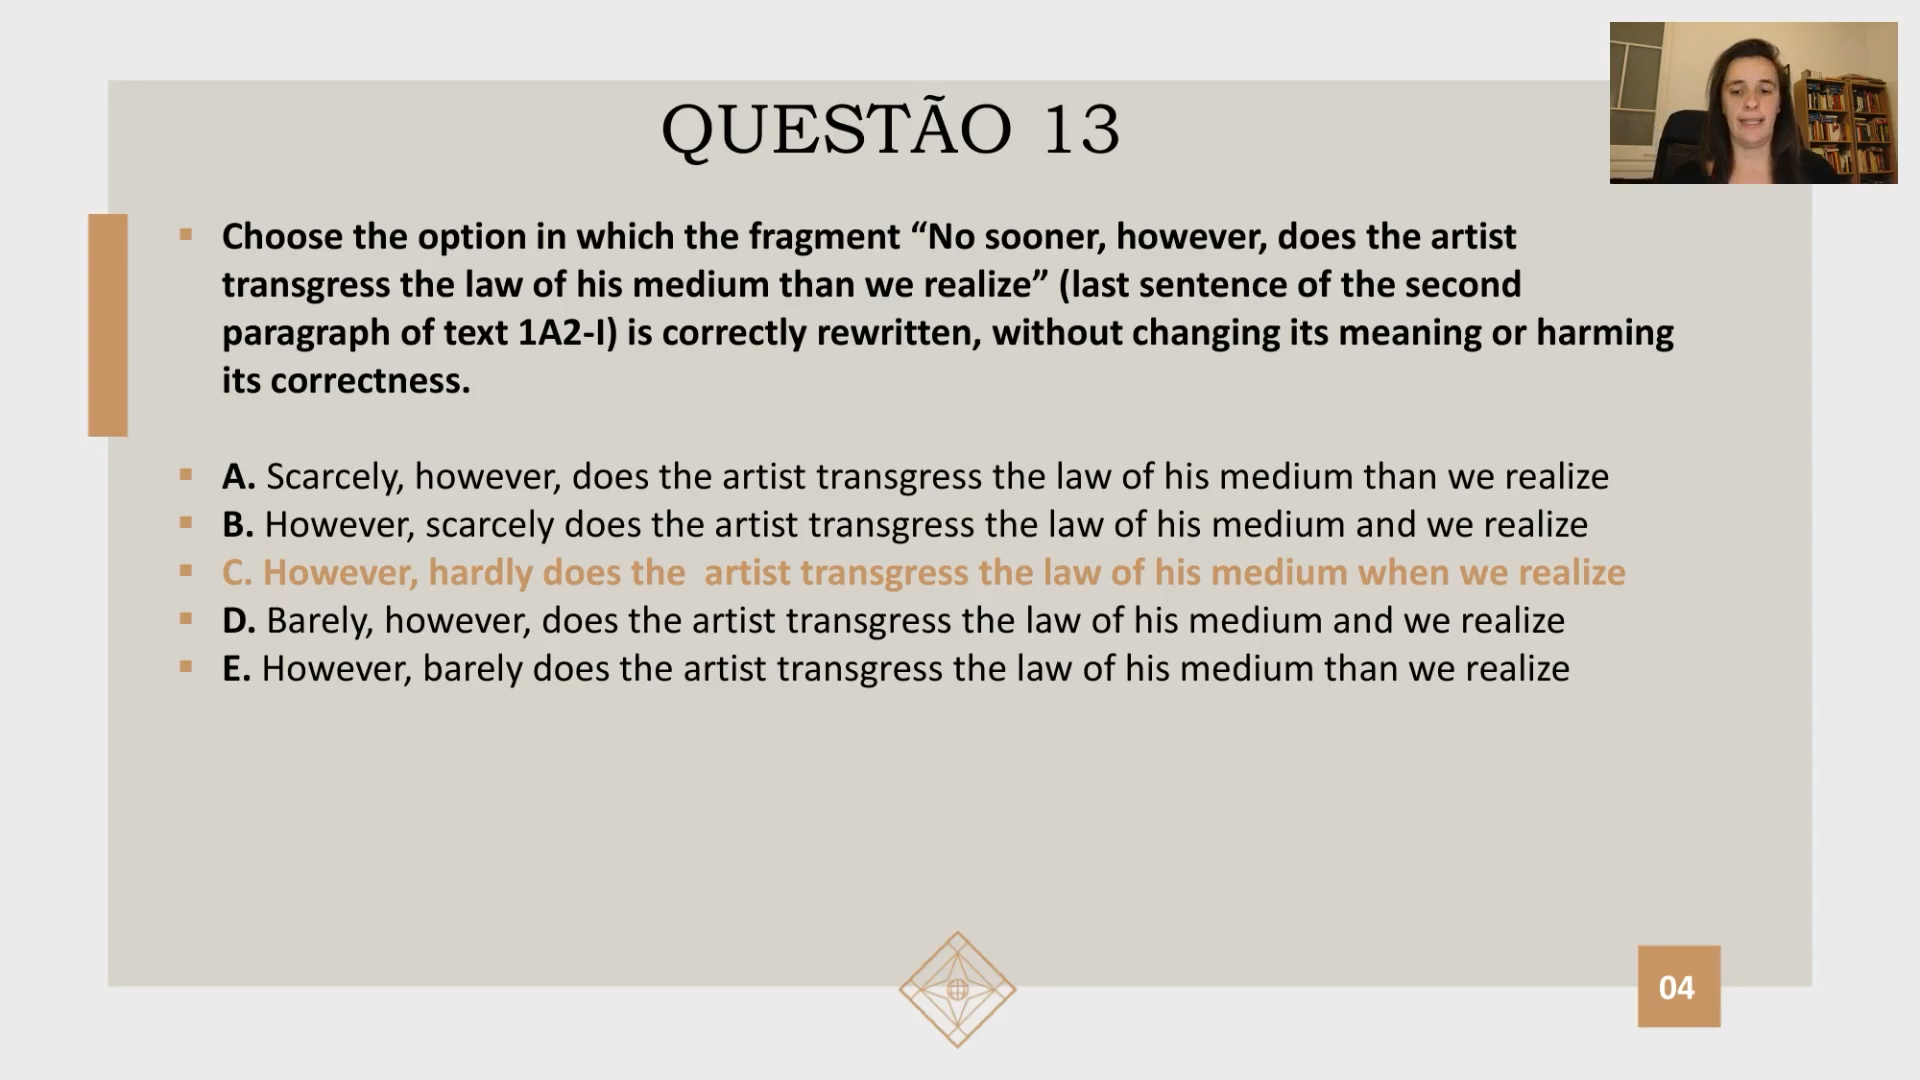 QUESTÃO 13
Choose the option in which the fragment “No sooner, however, does the artist
transgress the law of his medium than we realize” (last sentence of the second
paragraph of text 1A2-I) is correctly rewritten, without changing its meaning or harming
its correctness.
A. Scarcely, however, does the artist transgress the law of his medium than we realize
B. However, scarcely does the artist transgress the law of his medium and we realize
C. However, hardly does the  artist transgress the law of his medium when we realize
D. Barely, however, does the artist transgress the law of his medium and we realize
E. However, barely does the artist transgress the law of his medium than we realize
04